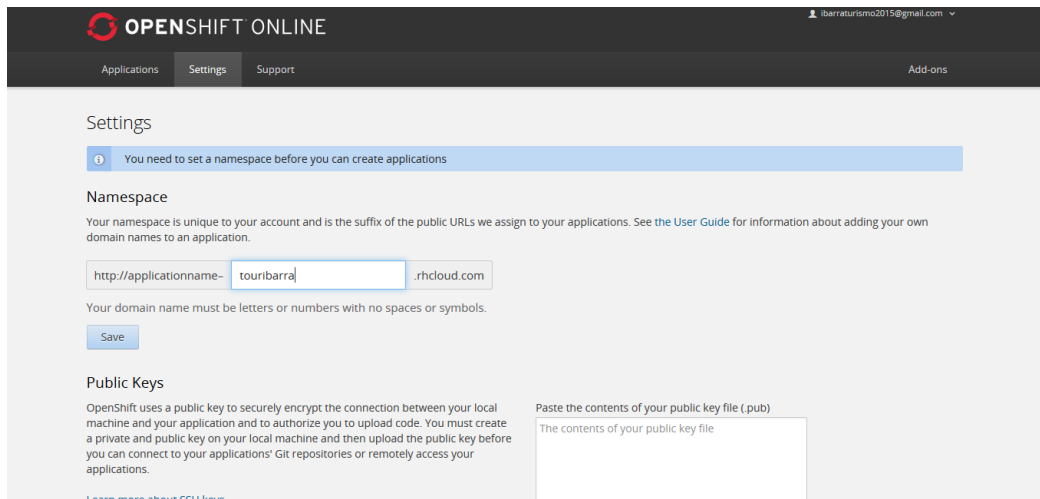 OPENSHIFT ONLINE
ibarraturismo2015@gmail.com
Applications Settings Support Add-ons
Settings
You need to set a namespace before you can create applications
Namespace
Your namespace is unique to your account and is the suffix of the public URLs we assign to your applications. See the User Guide for information about adding your own
domain names to an application.
http://applicationname– touribarra .rhcloud.com
Your domain name must be letters or numbers with no spaces or symbols.
Save
Public Keys
OpenShift uses a public key to securely encrypt the connection between your local
machine and your application and to authorize you to upload code. You must create
a private and public key on your local machine and then upload the public key before
you can connect to your applications' Git repositories or remotely access your
applications.
Learn more about SSH keys
Paste the contents of your public key file (.pub)
The contents of your public key file